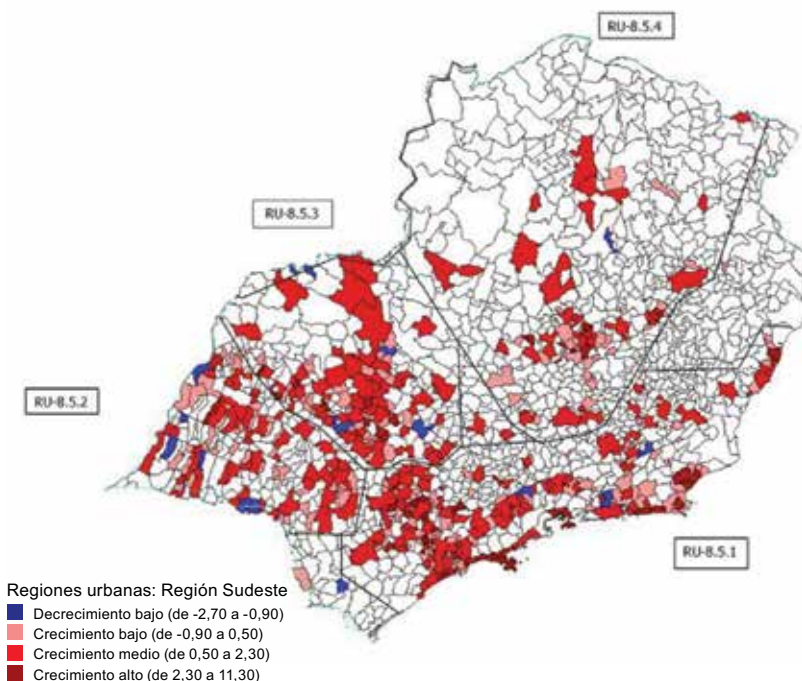 RU-8.5.4
RU-8.5.3
RU-8.5.2
RU-8.5.1
Regiones urbanas: Región Sudeste
Decrecimiento bajo (de -2,70 a -0,90)
Crecimiento bajo (de -0,90 a 0,50)
Crecimiento medio (de 0,50 a 2,30)
Crecimiento alto (de 2,30 a 11,30)